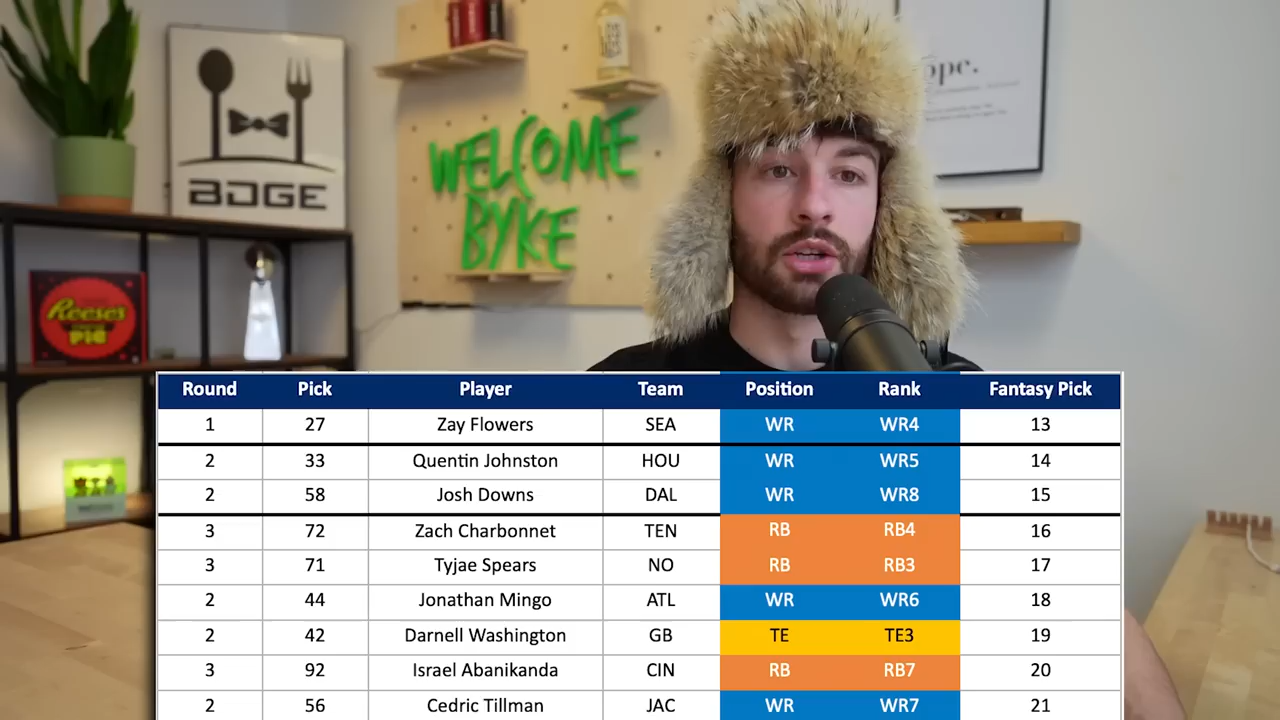 BDGE
WELCOME
BYKE
ope.
Reese's
PIE
Round Pick Player Team Position Rank Fantasy Pick
1 27 Zay Flowers SEA WR WR4 13
2 33 Quentin Johnston HOU WR WR5 14
2 58 Josh Downs DAL WR WR8 15
3 72 Zach Charbonnet TEN RB RB4 16
3 71 Tyjae Spears NO RB RB3 17
2 44 Jonathan Mingo ATL WR WR6 18
2 42 Darnell Washington GB TE TE3 19
3 92 Israel Abanikanda CIN RB RB7 20
2 56 Cedric Tillman JAC WR WR7 21